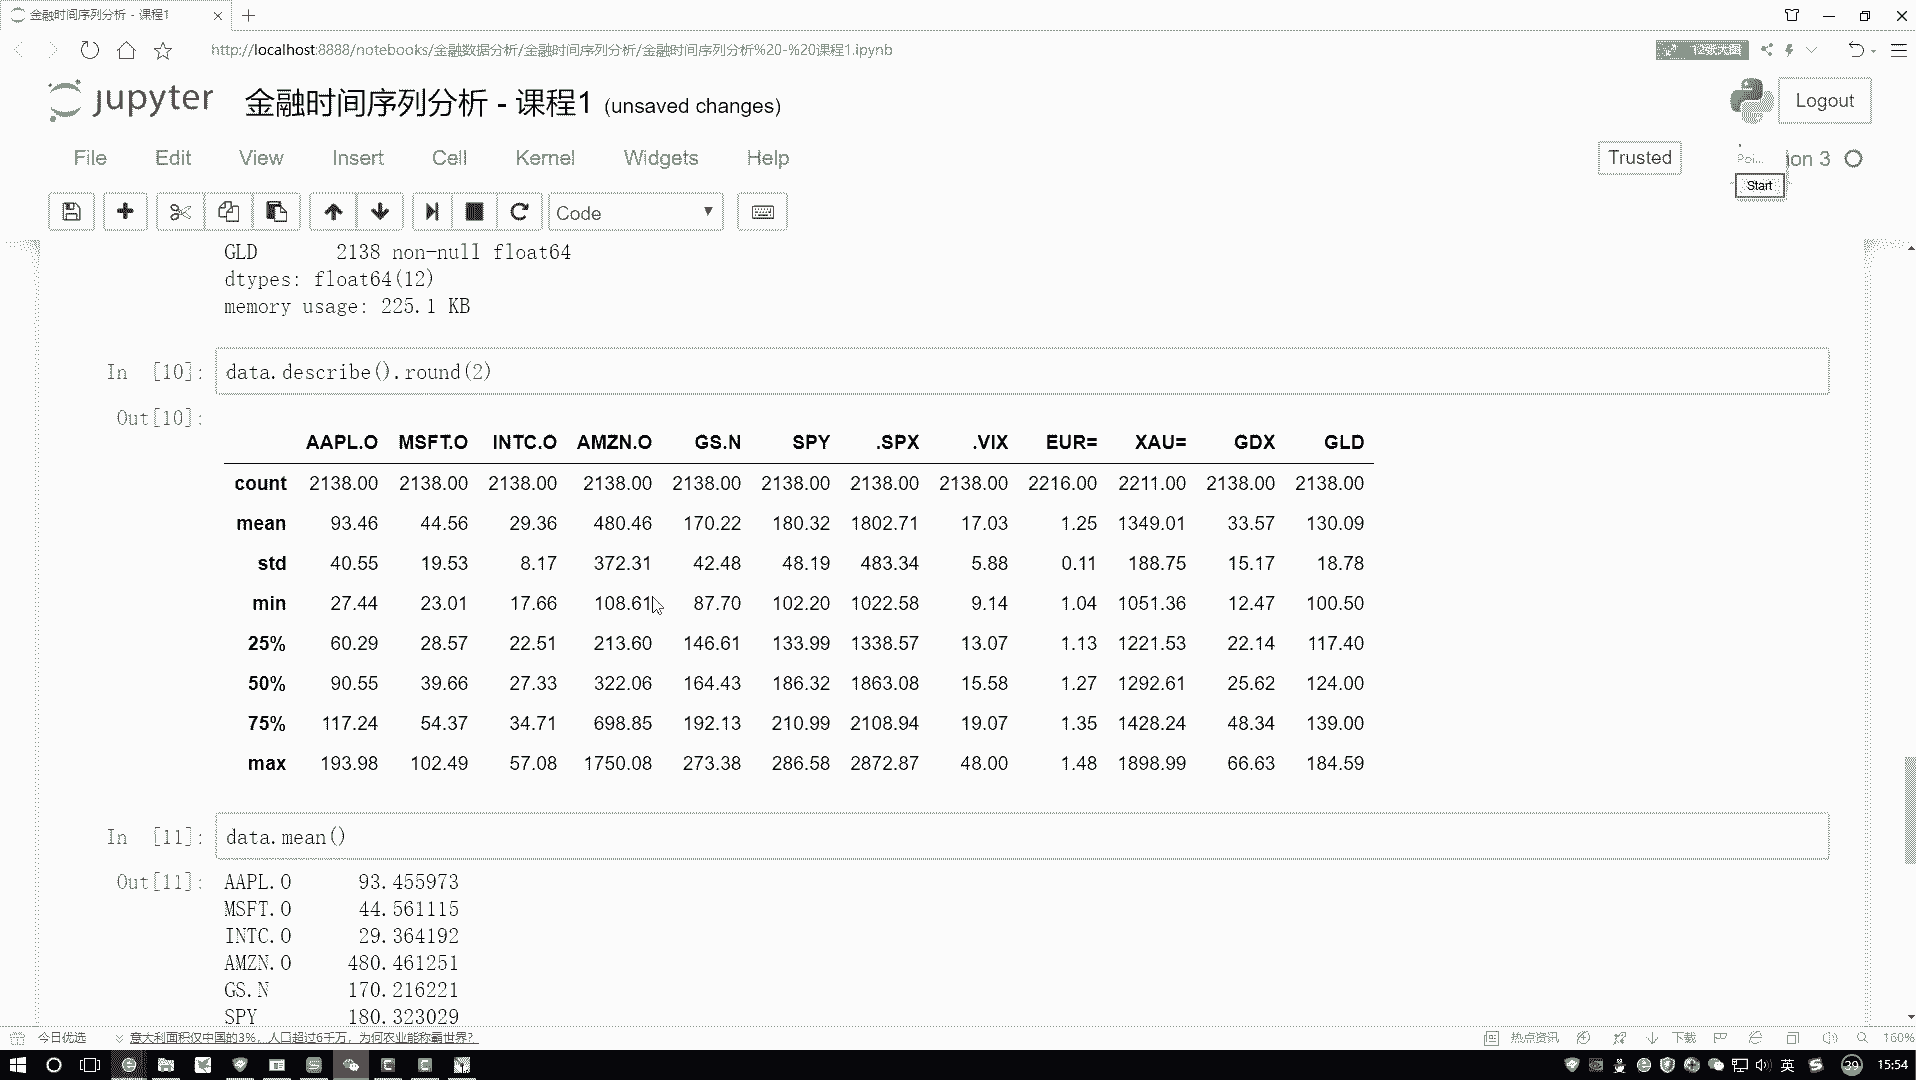 金融时间序列分析 - 课程1
http://localhost:8888/notebooks/金融数据分析/金融时间序列分析/金融时间序列分析%20-%20课程1.ipynb
12张大图
jupyter 金融时间序列分析 - 课程1 (unsaved changes)
Logout
File Edit View Insert Cell Kernel Widgets Help
Trusted
Poi... on 3
Start
Code
GLD 2138 non-null float64
dtypes: float64(12)
memory usage: 225.1 KB
In [10]: data.describe().round(2)
Out[10]:
AAPL.O MSFT.O INTC.O AMZN.O GS.N SPY .SPX .VIX EUR= XAU= GDX GLD
count 2138.00 2138.00 2138.00 2138.00 2138.00 2138.00 2138.00 2138.00 2216.00 2211.00 2138.00 2138.00
mean 93.46 44.56 29.36 480.46 170.22 180.32 1802.71 17.03 1.25 1349.01 33.57 130.09
std 40.55 19.53 8.17 372.31 42.48 48.19 483.34 5.88 0.11 188.75 15.17 18.78
min 27.44 23.01 17.66 108.61 87.70 102.20 1022.58 9.14 1.04 1051.36 12.47 100.50
25% 60.29 28.57 22.51 213.60 146.61 133.99 1338.57 13.07 1.13 1221.53 22.14 117.40
50% 90.55 39.66 27.33 322.06 164.43 186.32 1863.08 15.58 1.27 1292.61 25.62 124.00
75% 117.24 54.37 34.71 698.85 192.13 210.99 2108.94 19.07 1.35 1428.24 48.34 139.00
max 193.98 102.49 57.08 1750.08 273.38 286.58 2872.87 48.00 1.48 1898.99 66.63 184.59
In [11]: data.mean()
Out[11]: AAPL.O 93.455973
MSFT.O 44.561115
INTC.O 29.364192
AMZN.O 480.461251
GS.N 170.216221
SPY 180.323029
今日优选 意大利面积仅中国的3%，人口超过6千万，为何农业能称霸世界？
热点资讯 下载 160%
英 39 15:54